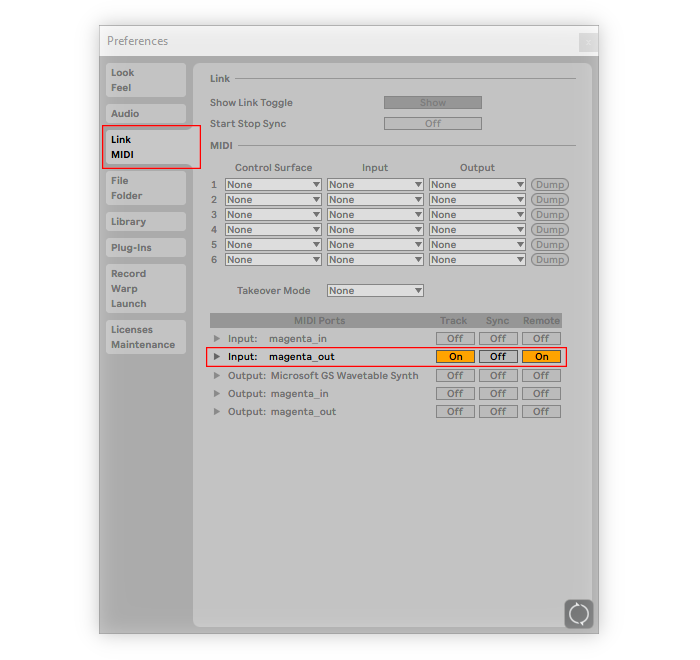 Preferences
Look
Feel
Audio
Link
MIDI
File
Folder
Library
Plug-Ins
Record
Warp
Launch
Licenses
Maintenance
Link
Show Link Toggle Show
Start Stop Sync Off
MIDI
Control Surface Input Output
1 None None None Dump
2 None None None Dump
3 None None None Dump
4 None None None Dump
5 None None None Dump
6 None None None Dump
Takeover Mode None
MIDI Ports Track Sync Remote
Input: magenta_in Off Off Off
Input: magenta_out On Off On
Output: Microsoft GS Wavetable Synth Off Off Off
Output: magenta_in Off Off Off
Output: magenta_out Off Off Off